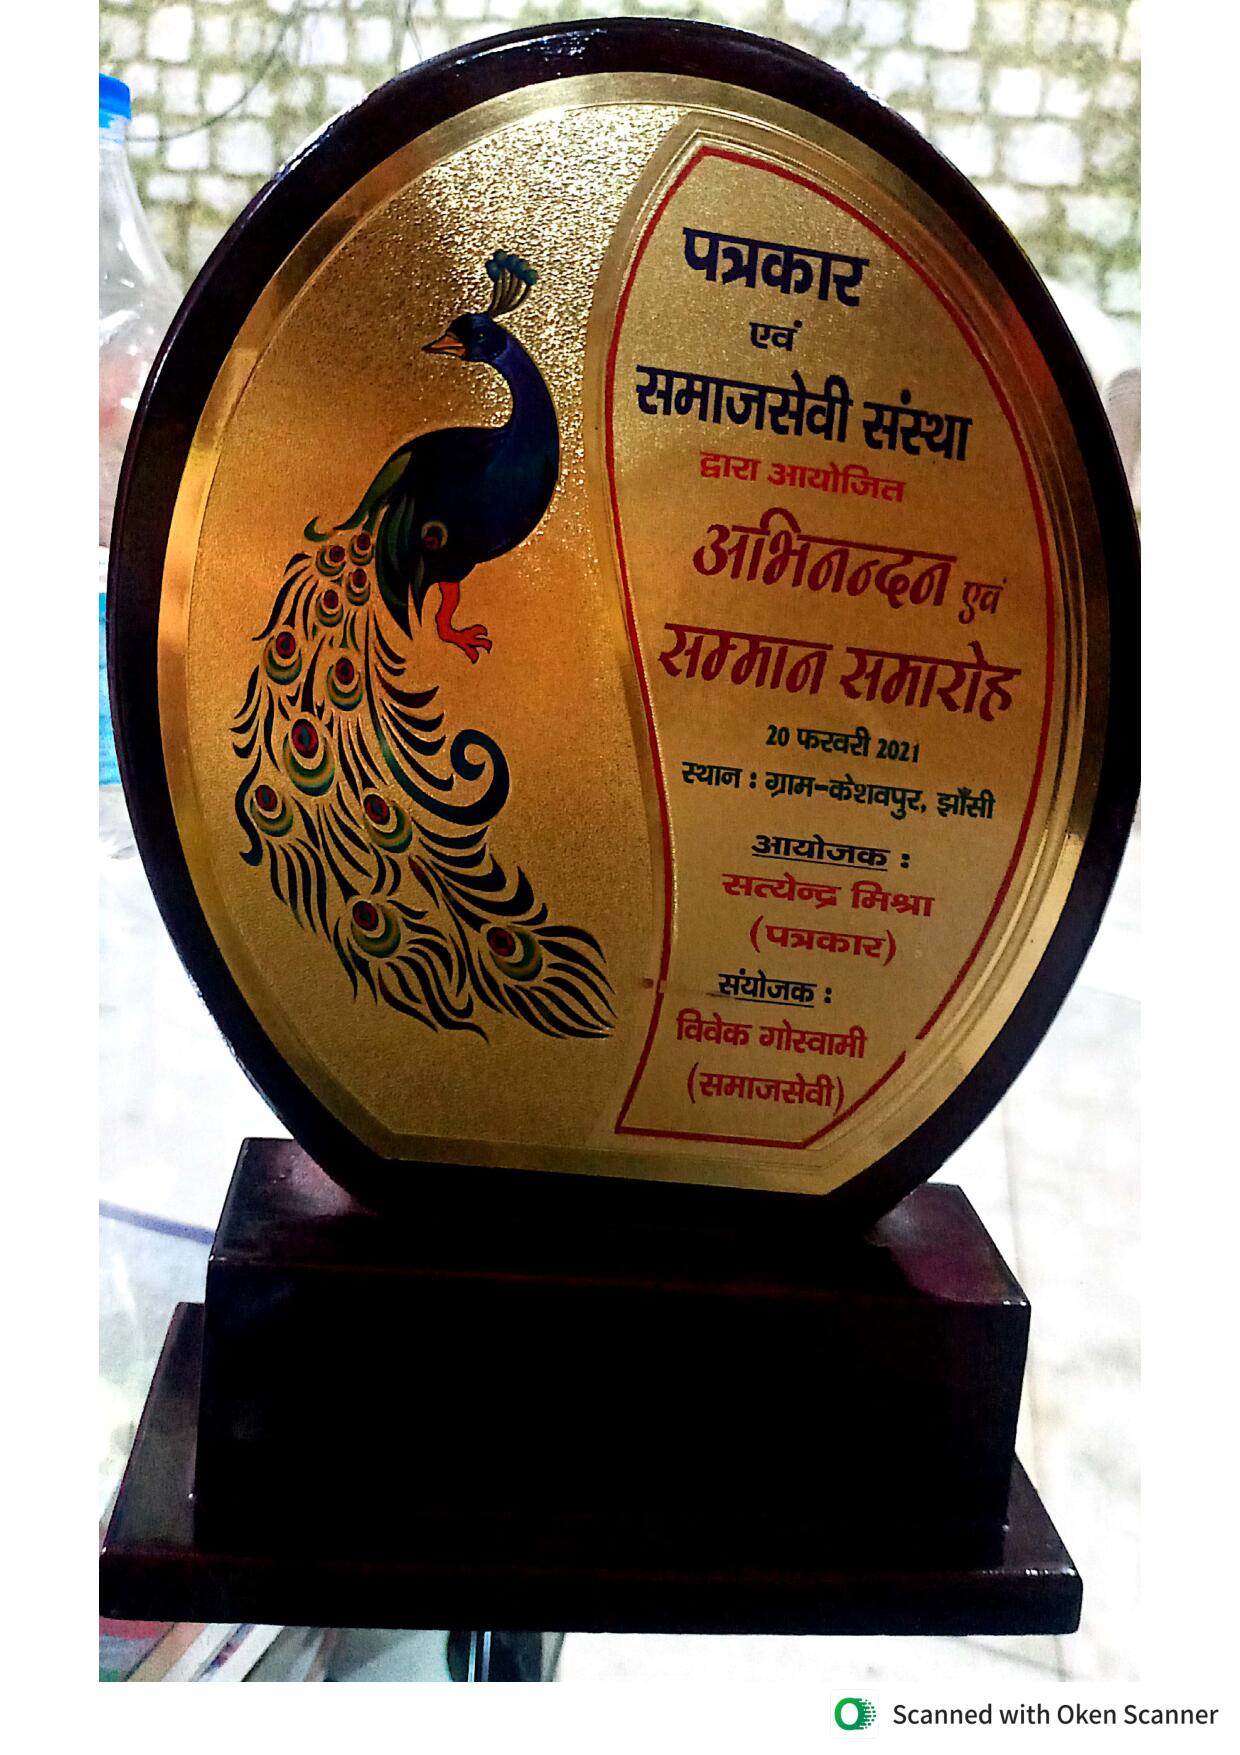 पत्रकार
एवं
समाजसेवी संस्था
द्वारा आयोजित
अभिनन्दन एवं
सम्मान समारोह
20 फरवरी 2021
स्थान : ग्राम-केशवपुर, झाँसी
आयोजक :
सत्येन्द्र मिश्रा
(पत्रकार)
संयोजक :
विवेक गोस्वामी
(समाजसेवी)
Scanned with Oken Scanner